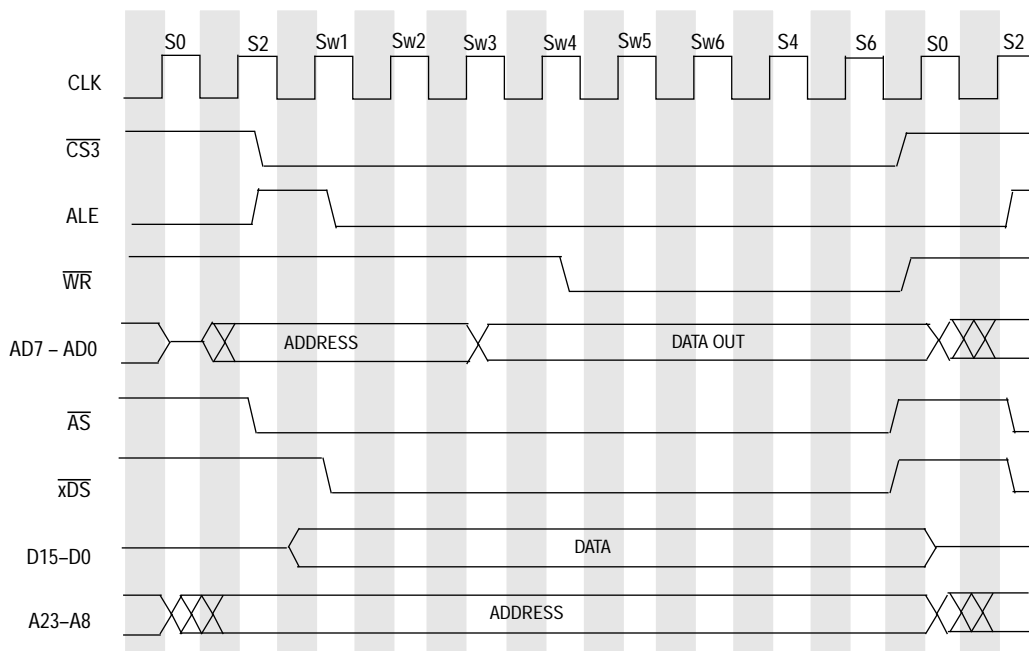 S0 S2 Sw1 Sw2 Sw3 Sw4 Sw5 Sw6 S4 S6 S0 S2
CLK
CS3
ALE
WR
AD7 – AD0 ADDRESS DATA OUT
AS
xDS
D15–D0 DATA
A23–A8 ADDRESS